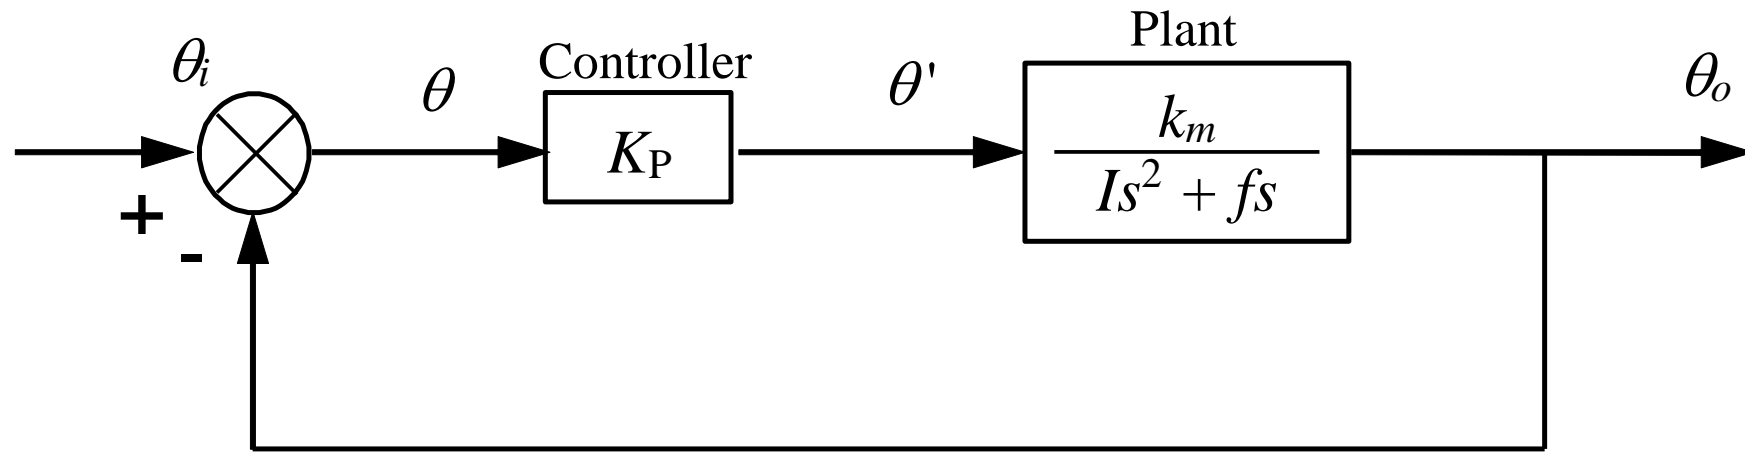 Plant
Controller
θi
θ
KP
θ'
km
Is² + fs
θo
+
-